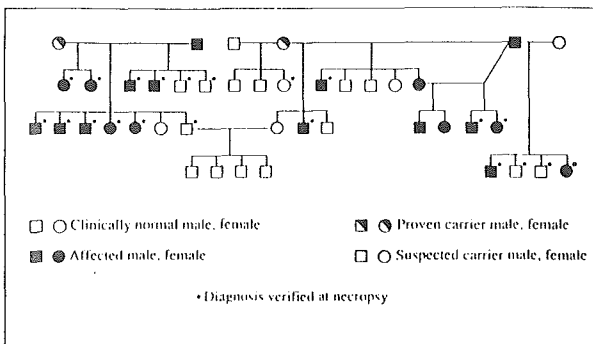 Clinically normal male, female
Proven carrier male, female
Affected male, female
Suspected carrier male, female
• Diagnosis verified at necropsy